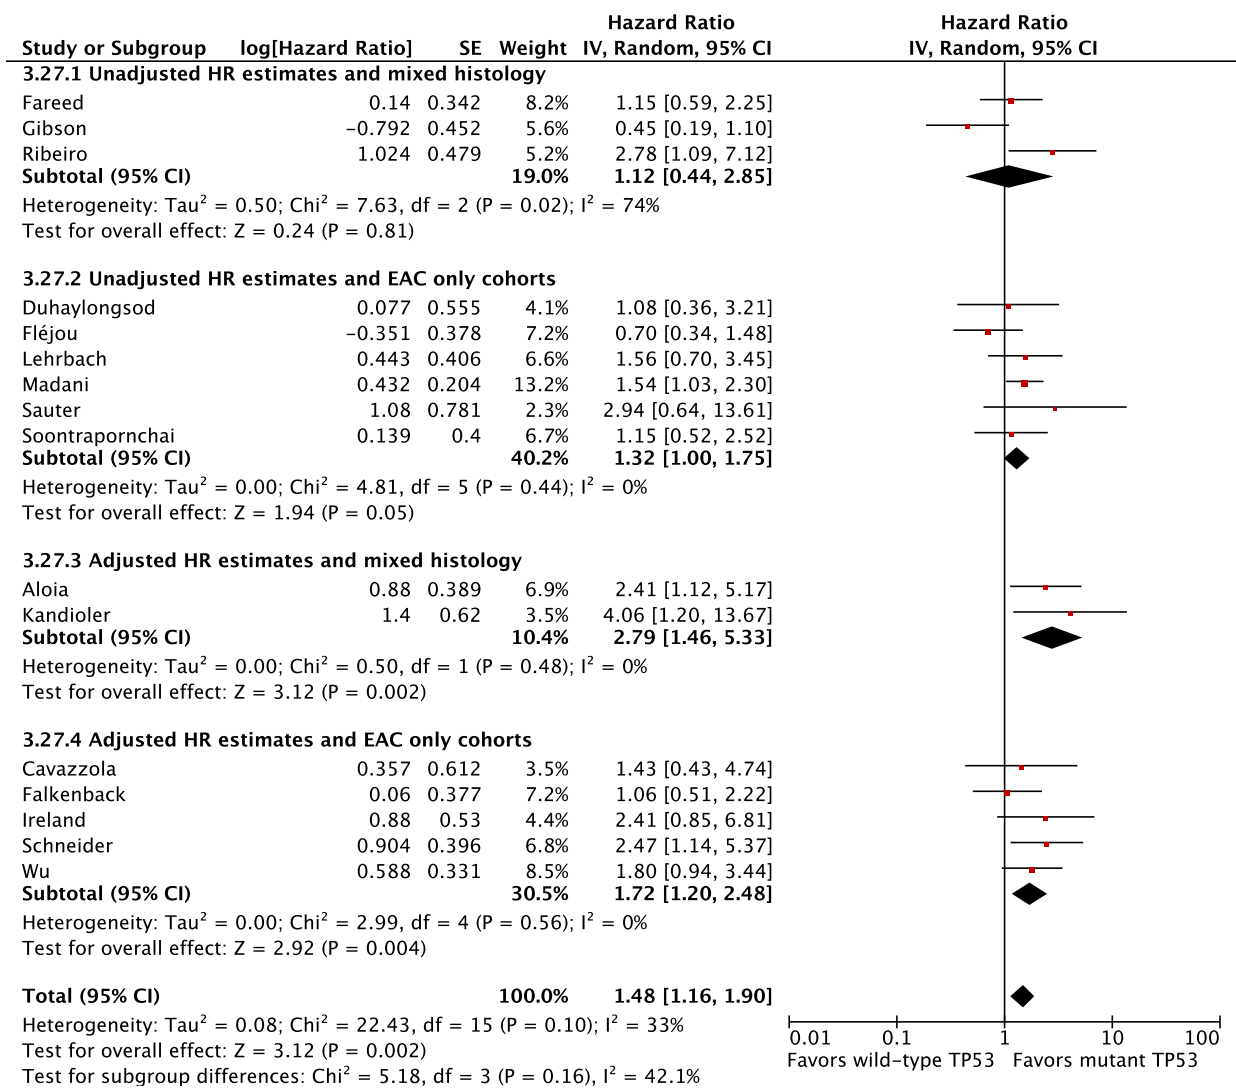 Hazard Ratio Hazard Ratio
Study or Subgroup log[Hazard Ratio] SE Weight IV, Random, 95% CI IV, Random, 95% CI
3.27.1 Unadjusted HR estimates and mixed histology
Fareed 0.14 0.342 8.2% 1.15 [0.59, 2.25]
Gibson −0.792 0.452 5.6% 0.45 [0.19, 1.10]
Ribeiro 1.024 0.479 5.2% 2.78 [1.09, 7.12]
Subtotal (95% CI) 19.0% 1.12 [0.44, 2.85]
Heterogeneity: Tau² = 0.50; Chi² = 7.63, df = 2 (P = 0.02); I² = 74%
Test for overall effect: Z = 0.24 (P = 0.81)
3.27.2 Unadjusted HR estimates and EAC only cohorts
Duhaylongsod 0.077 0.555 4.1% 1.08 [0.36, 3.21]
Fléjou −0.351 0.378 7.2% 0.70 [0.34, 1.48]
Lehrbach 0.443 0.406 6.6% 1.56 [0.70, 3.45]
Madani 0.432 0.204 13.2% 1.54 [1.03, 2.30]
Sauter 1.08 0.781 2.3% 2.94 [0.64, 13.61]
Soontrapornchai 0.139 0.4 6.7% 1.15 [0.52, 2.52]
Subtotal (95% CI) 40.2% 1.32 [1.00, 1.75]
Heterogeneity: Tau² = 0.00; Chi² = 4.81, df = 5 (P = 0.44); I² = 0%
Test for overall effect: Z = 1.94 (P = 0.05)
3.27.3 Adjusted HR estimates and mixed histology
Aloia 0.88 0.389 6.9% 2.41 [1.12, 5.17]
Kandioler 1.4 0.62 3.5% 4.06 [1.20, 13.67]
Subtotal (95% CI) 10.4% 2.79 [1.46, 5.33]
Heterogeneity: Tau² = 0.00; Chi² = 0.50, df = 1 (P = 0.48); I² = 0%
Test for overall effect: Z = 3.12 (P = 0.002)
3.27.4 Adjusted HR estimates and EAC only cohorts
Cavazzola 0.357 0.612 3.5% 1.43 [0.43, 4.74]
Falkenback 0.06 0.377 7.2% 1.06 [0.51, 2.22]
Ireland 0.88 0.53 4.4% 2.41 [0.85, 6.81]
Schneider 0.904 0.396 6.8% 2.47 [1.14, 5.37]
Wu 0.588 0.331 8.5% 1.80 [0.94, 3.44]
Subtotal (95% CI) 30.5% 1.72 [1.20, 2.48]
Heterogeneity: Tau² = 0.00; Chi² = 2.99, df = 4 (P = 0.56); I² = 0%
Test for overall effect: Z = 2.92 (P = 0.004)
Total (95% CI) 100.0% 1.48 [1.16, 1.90]
Heterogeneity: Tau² = 0.08; Chi² = 22.43, df = 15 (P = 0.10); I² = 33%
Test for overall effect: Z = 3.12 (P = 0.002)
Test for subgroup differences: Chi² = 5.18, df = 3 (P = 0.16), I² = 42.1%
0.01 0.1 1 10 100
Favors wild-type TP53 Favors mutant TP53